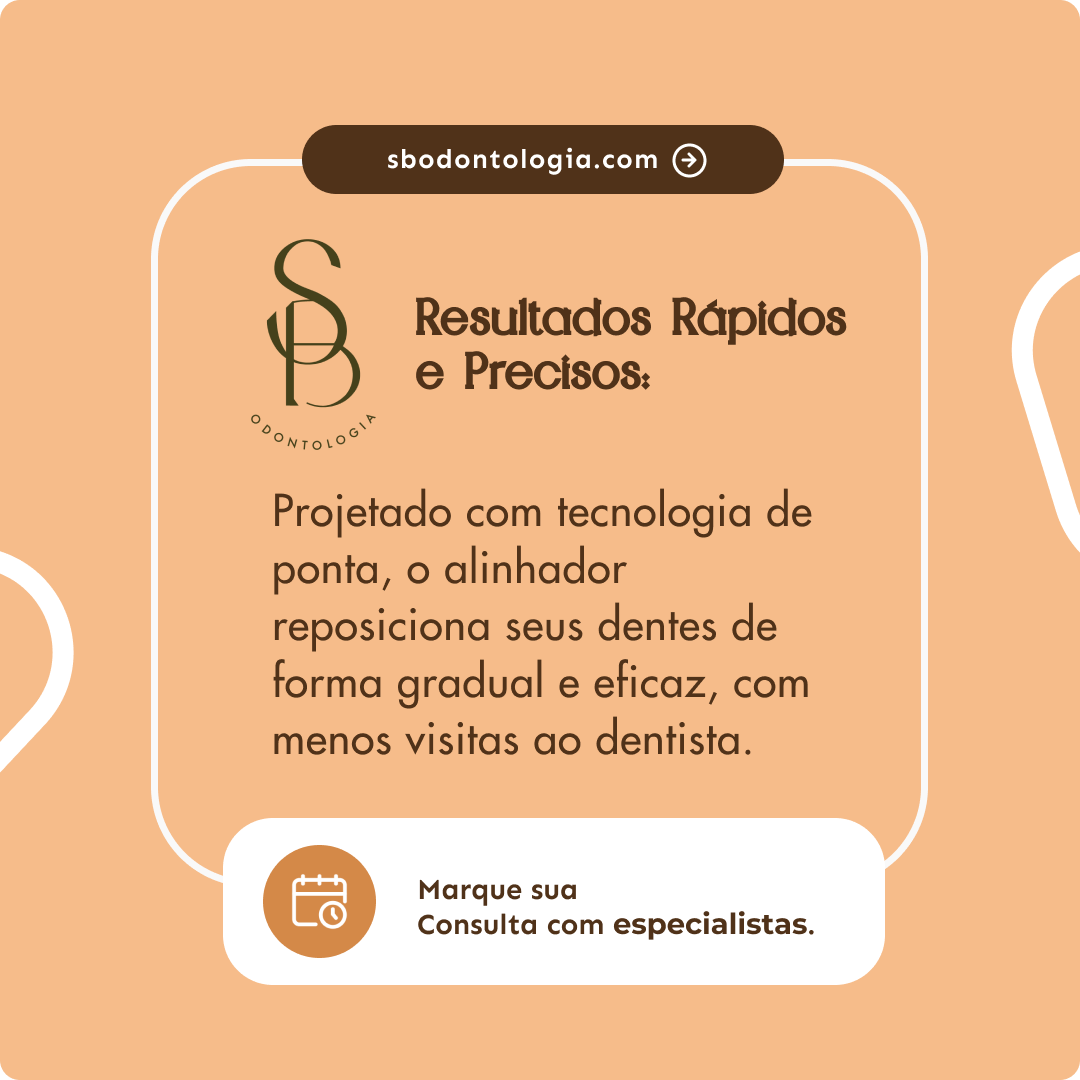 sbodontologia.com
SB
ODONTOLOGIA
Resultados Rápidos
e Precisos:
Projetado com tecnologia de
ponta, o alinhador
reposiciona seus dentes de
forma gradual e eficaz, com
menos visitas ao dentista.
Marque sua
Consulta com especialistas.